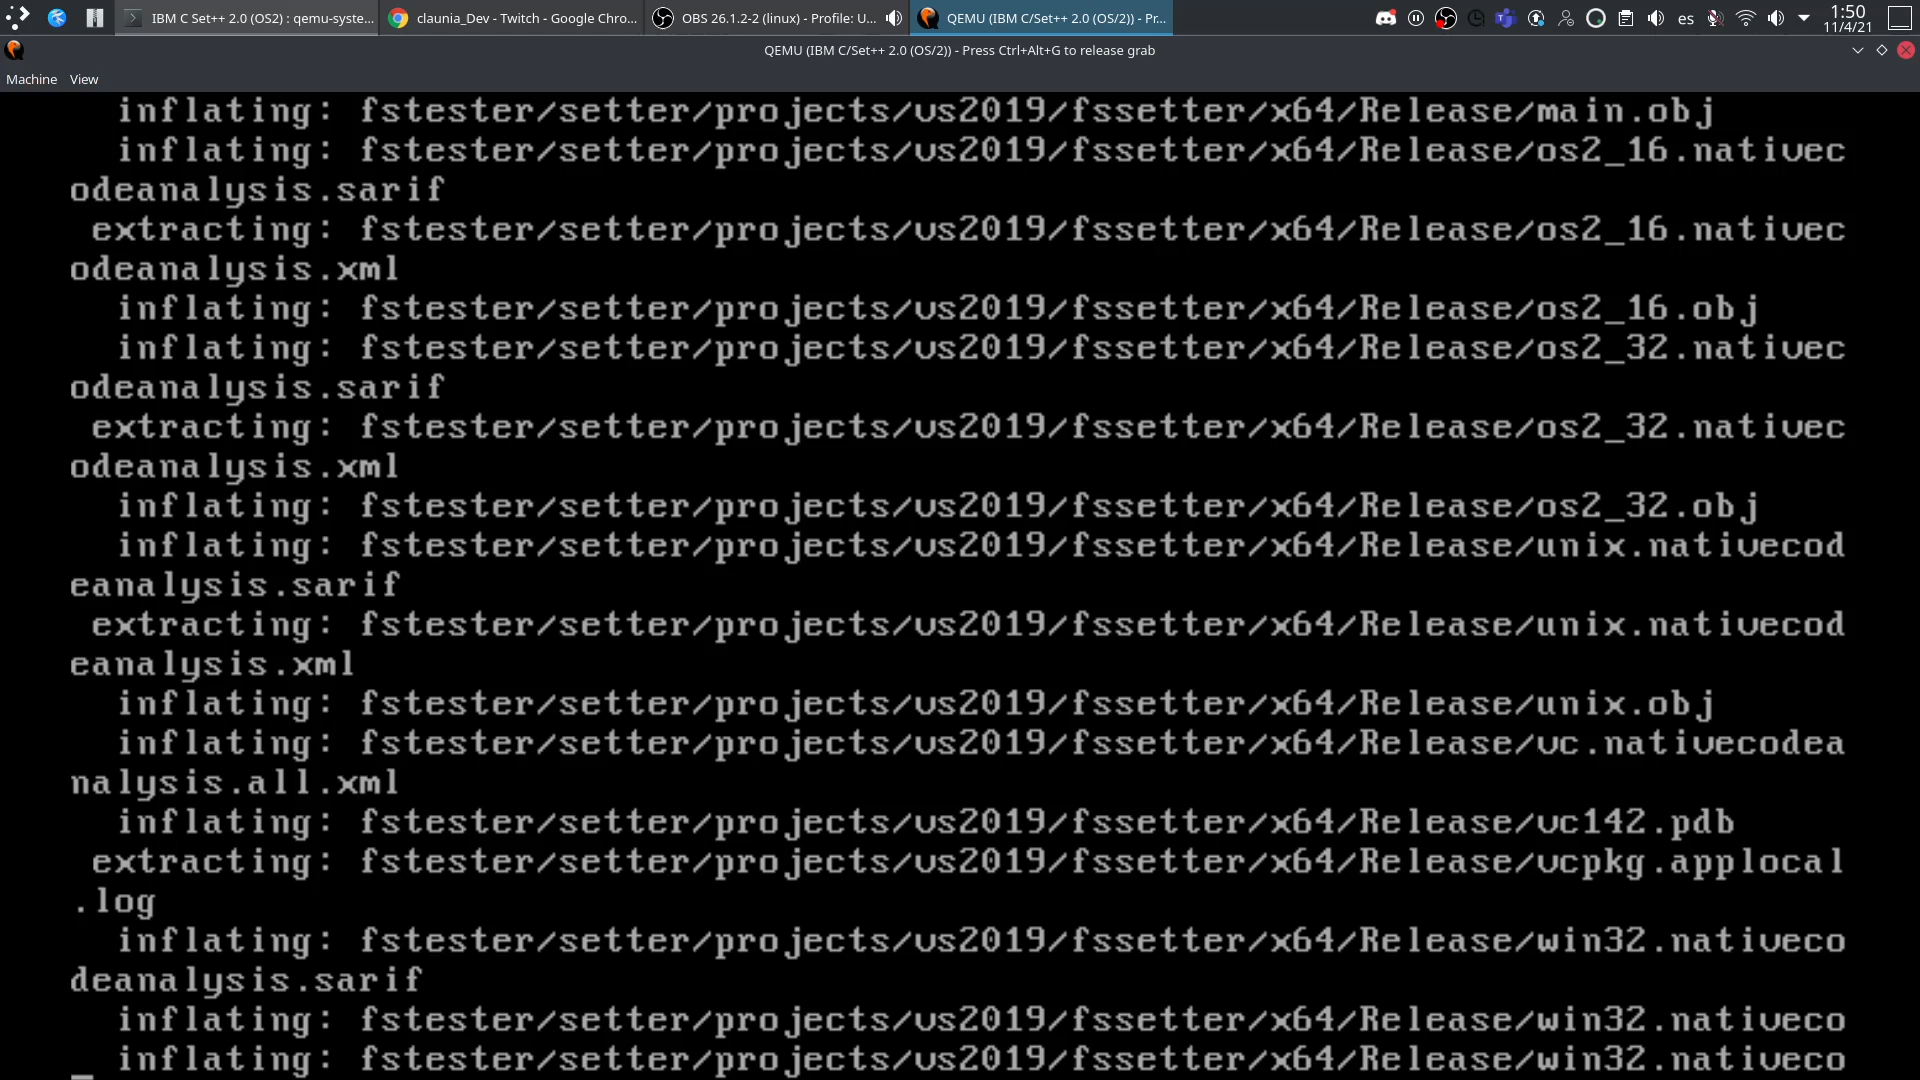 IBM C Set++ 2.0 (OS2) : qemu-syste...
claunia_Dev - Twitch - Google Chro...
OBS 26.1.2-2 (linux) - Profile: U...
QEMU (IBM C/Set++ 2.0 (OS/2)) - Pr...
es
1:50
11/4/21
QEMU (IBM C/Set++ 2.0 (OS/2)) - Press Ctrl+Alt+G to release grab
Machine View
inflating: fstester/setter/projects/vs2019/fssetter/x64/Release/main.obj
inflating: fstester/setter/projects/vs2019/fssetter/x64/Release/os2_16.nativec
odeanalysis.sarif
extracting: fstester/setter/projects/vs2019/fssetter/x64/Release/os2_16.nativec
odeanalysis.xml
inflating: fstester/setter/projects/vs2019/fssetter/x64/Release/os2_16.obj
inflating: fstester/setter/projects/vs2019/fssetter/x64/Release/os2_32.nativec
odeanalysis.sarif
extracting: fstester/setter/projects/vs2019/fssetter/x64/Release/os2_32.nativec
odeanalysis.xml
inflating: fstester/setter/projects/vs2019/fssetter/x64/Release/os2_32.obj
inflating: fstester/setter/projects/vs2019/fssetter/x64/Release/unix.nativecod
eanalysis.sarif
extracting: fstester/setter/projects/vs2019/fssetter/x64/Release/unix.nativecod
eanalysis.xml
inflating: fstester/setter/projects/vs2019/fssetter/x64/Release/unix.obj
inflating: fstester/setter/projects/vs2019/fssetter/x64/Release/vc.nativecodea
nalysis.all.xml
inflating: fstester/setter/projects/vs2019/fssetter/x64/Release/vc142.pdb
extracting: fstester/setter/projects/vs2019/fssetter/x64/Release/vcpkg.applocal
.log
inflating: fstester/setter/projects/vs2019/fssetter/x64/Release/win32.nativeco
deanalysis.sarif
inflating: fstester/setter/projects/vs2019/fssetter/x64/Release/win32.nativeco
inflating: fstester/setter/projects/vs2019/fssetter/x64/Release/win32.nativeco